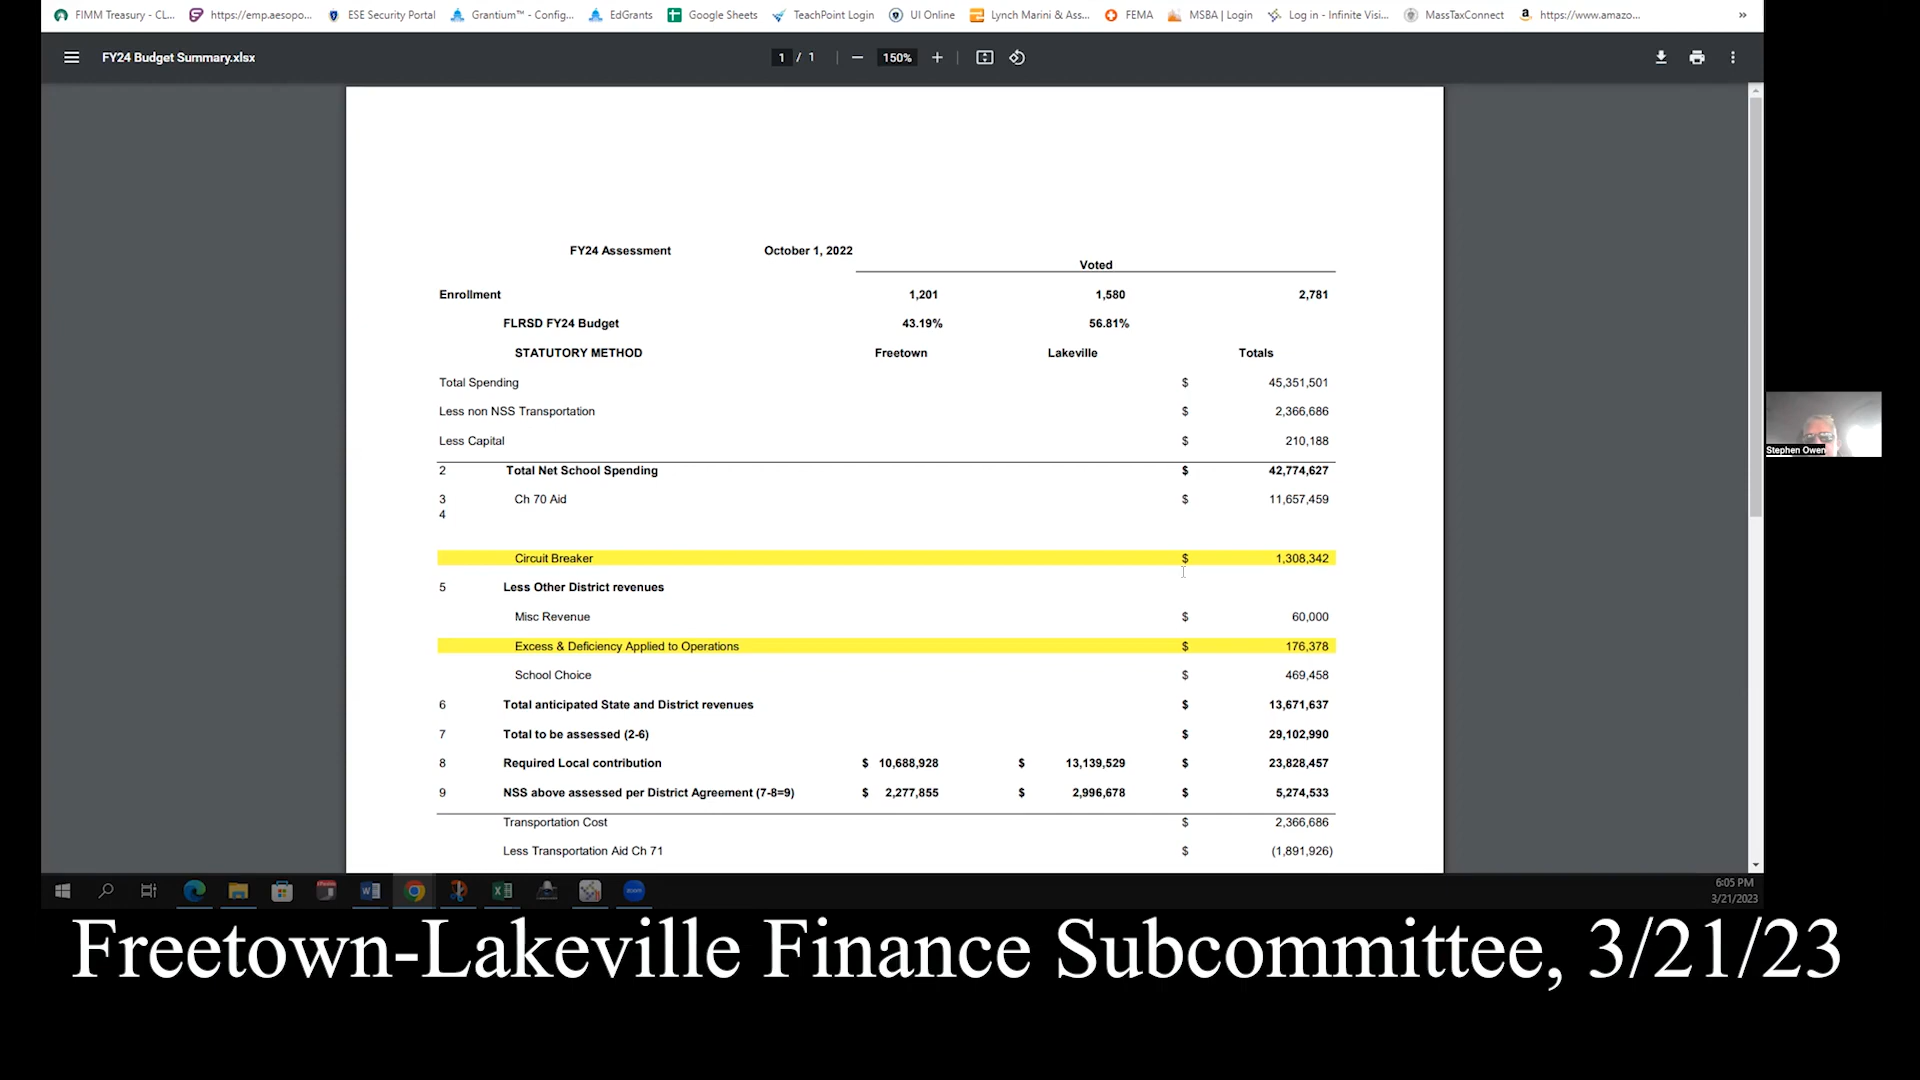 FIMM Treasury - CL... https://emp.aesopo... ESE Security Portal Grantium™ - Config... EdGrants Google Sheets TeachPoint Login UI Online Lynch Marini & Ass... FEMA MSBA | Login Log in - Infinite Visi... MassTaxConnect https://www.amazo... »
FY24 Budget Summary.xlsx 1 / 1 150%
FY24 Assessment October 1, 2022
Voted
Enrollment 1,201 1,580 2,781
FLRSD FY24 Budget 43.19% 56.81%
STATUTORY METHOD Freetown Lakeville Totals
Total Spending $ 45,351,501
Less non NSS Transportation $ 2,366,686
Less Capital $ 210,188
2 Total Net School Spending $ 42,774,627
3 Ch 70 Aid $ 11,657,459
4
Circuit Breaker $ 1,308,342
5 Less Other District revenues
Misc Revenue $ 60,000
Excess & Deficiency Applied to Operations $ 176,378
School Choice $ 469,458
6 Total anticipated State and District revenues $ 13,671,637
7 Total to be assessed (2-6) $ 29,102,990
8 Required Local contribution $ 10,688,928 $ 13,139,529 $ 23,828,457
9 NSS above assessed per District Agreement (7-8=9) $ 2,277,855 $ 2,996,678 $ 5,274,533
Transportation Cost $ 2,366,686
Less Transportation Aid Ch 71 $ (1,891,926)
Stephen Owen
6:05 PM
3/21/2023
Freetown-Lakeville Finance Subcommittee, 3/21/23